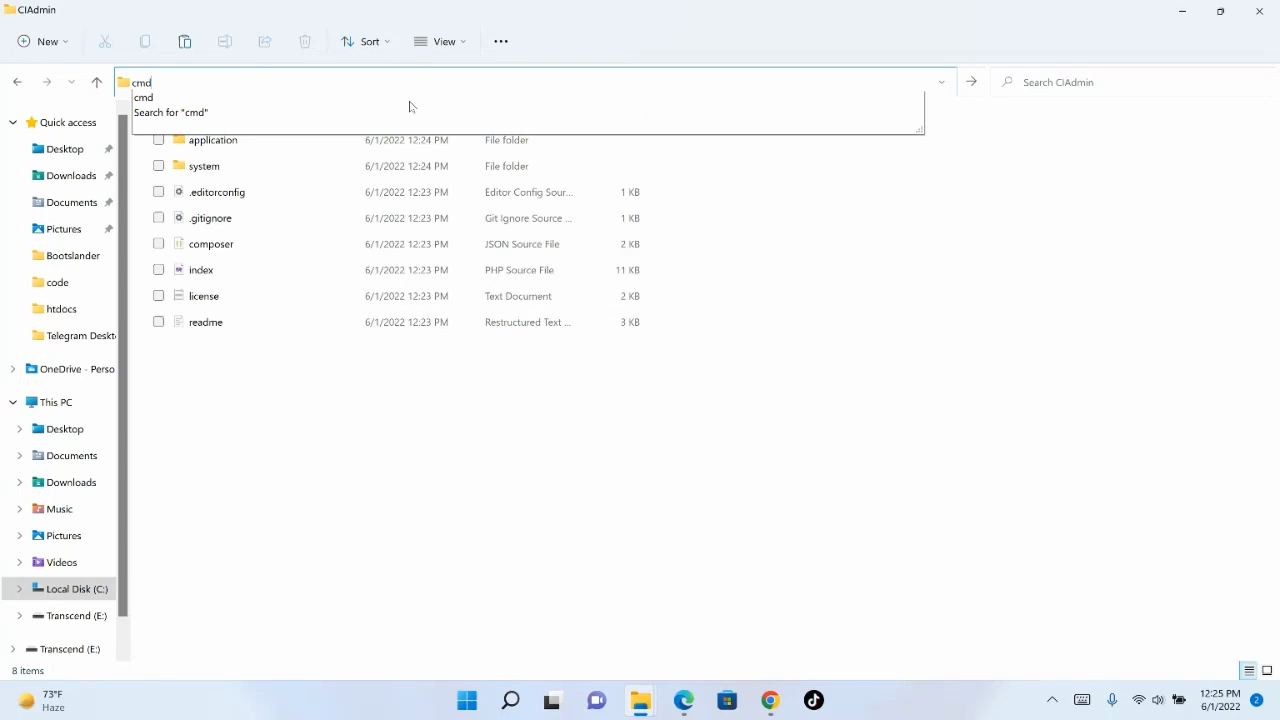 CIAdmin
New
Sort
View
cmd
Search CIAdmin
cmd
Search for "cmd"
Quick access
Desktop
Downloads
Documents
Pictures
Bootslander
code
htdocs
Telegram Deskt
OneDrive - Perso
This PC
Desktop
Documents
Downloads
Music
Pictures
Videos
Local Disk (C:)
Transcend (E:)
Transcend (E:)
application 6/1/2022 12:24 PM File folder
system 6/1/2022 12:24 PM File folder
.editorconfig 6/1/2022 12:23 PM Editor Config Sour... 1 KB
.gitignore 6/1/2022 12:23 PM Git Ignore Source ... 1 KB
composer 6/1/2022 12:23 PM JSON Source File 2 KB
index 6/1/2022 12:23 PM PHP Source File 11 KB
license 6/1/2022 12:23 PM Text Document 2 KB
readme 6/1/2022 12:23 PM Restructured Text ... 3 KB
8 items
73°F
Haze
12:25 PM
6/1/2022
2